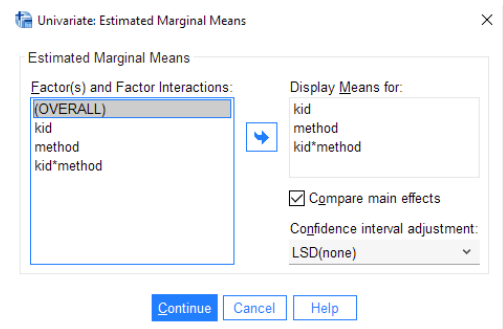 Univariate: Estimated Marginal Means
Estimated Marginal Means
Factor(s) and Factor Interactions:
(OVERALL)
kid
method
kid*method
Display Means for:
kid
method
kid*method
Compare main effects
Confidence interval adjustment:
LSD(none)
Continue Cancel Help